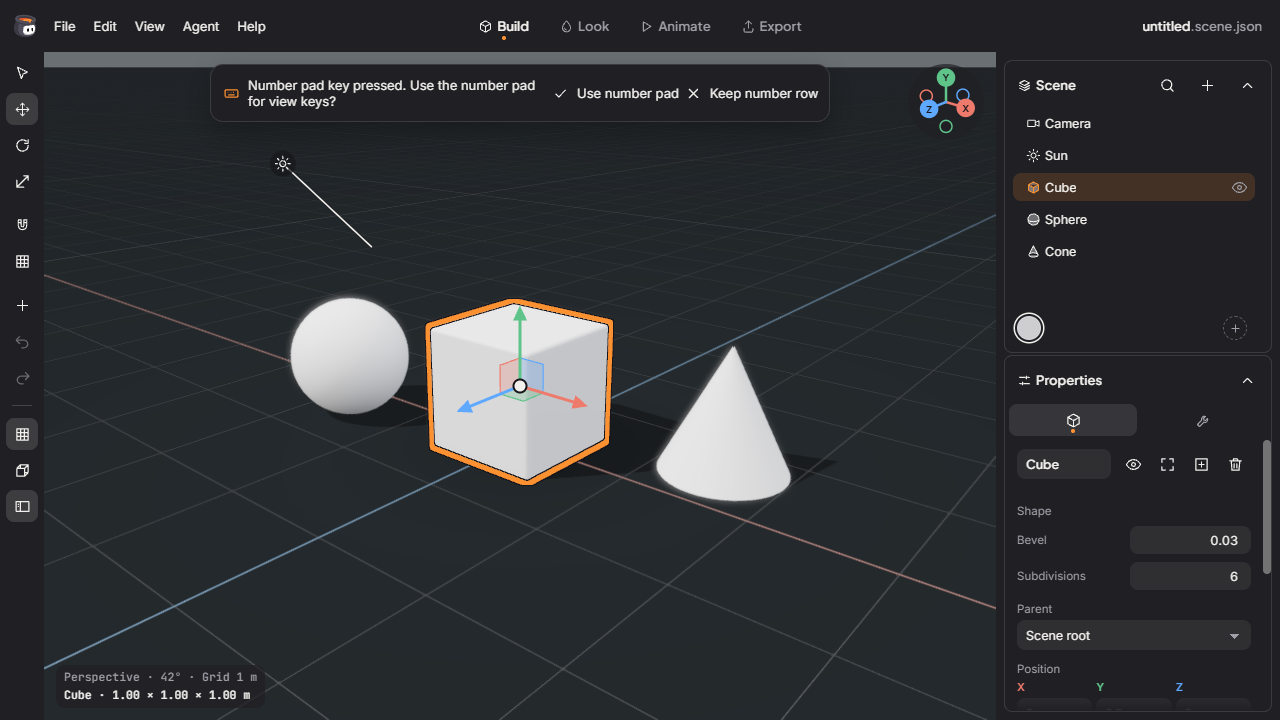 File Edit View Agent Help
Build Look Animate Export
untitled.scene.json
Number pad key pressed. Use the number pad
for view keys?
Use number pad Keep number row
Y
Z X
Scene
Camera
Sun
Cube
Sphere
Cone
Properties
Cube
Shape
Bevel 0.03
Subdivisions 6
Parent
Scene root
Position
X Y Z
Perspective · 42° · Grid 1 m
Cube · 1.00 × 1.00 × 1.00 m